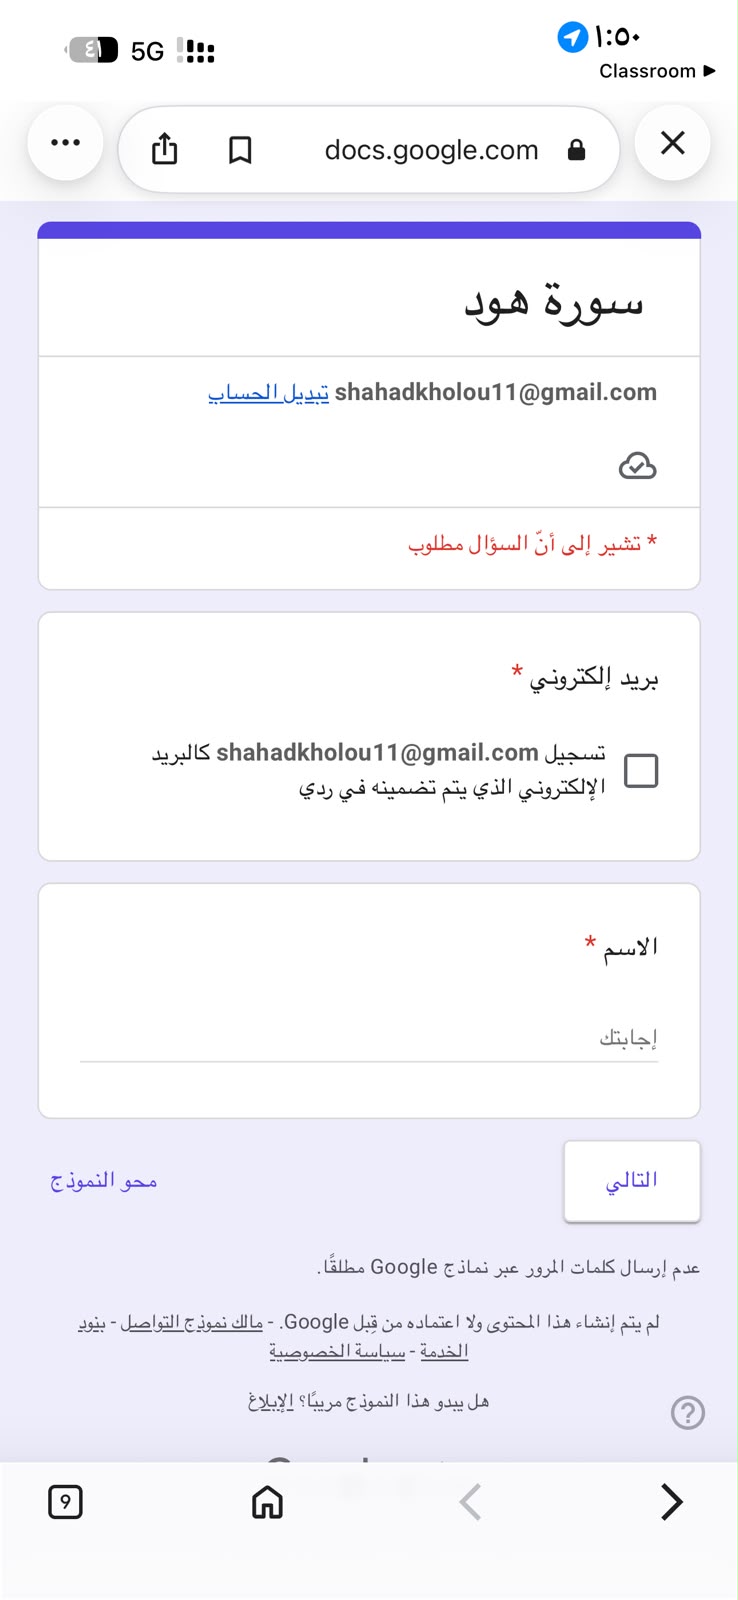 ١:٥٠
5G ٤١
Classroom
docs.google.com
سورة هود
shahadkholou11@gmail.com تبديل الحساب
* تشير إلى أنّ السؤال مطلوب
بريد إلكتروني *
تسجيل shahadkholou11@gmail.com كالبريد
الإلكتروني الذي يتم تضمينه في ردي
الاسم *
إجابتك
التالي
محو النموذج
عدم إرسال كلمات المرور عبر نماذج Google مطلقًا.
لم يتم إنشاء هذا المحتوى ولا اعتماده من قِبل Google. - مالك نموذج التواصل - بنود
الخدمة - سياسة الخصوصية
هل يبدو هذا النموذج مريبًا؟ الإبلاغ
٩